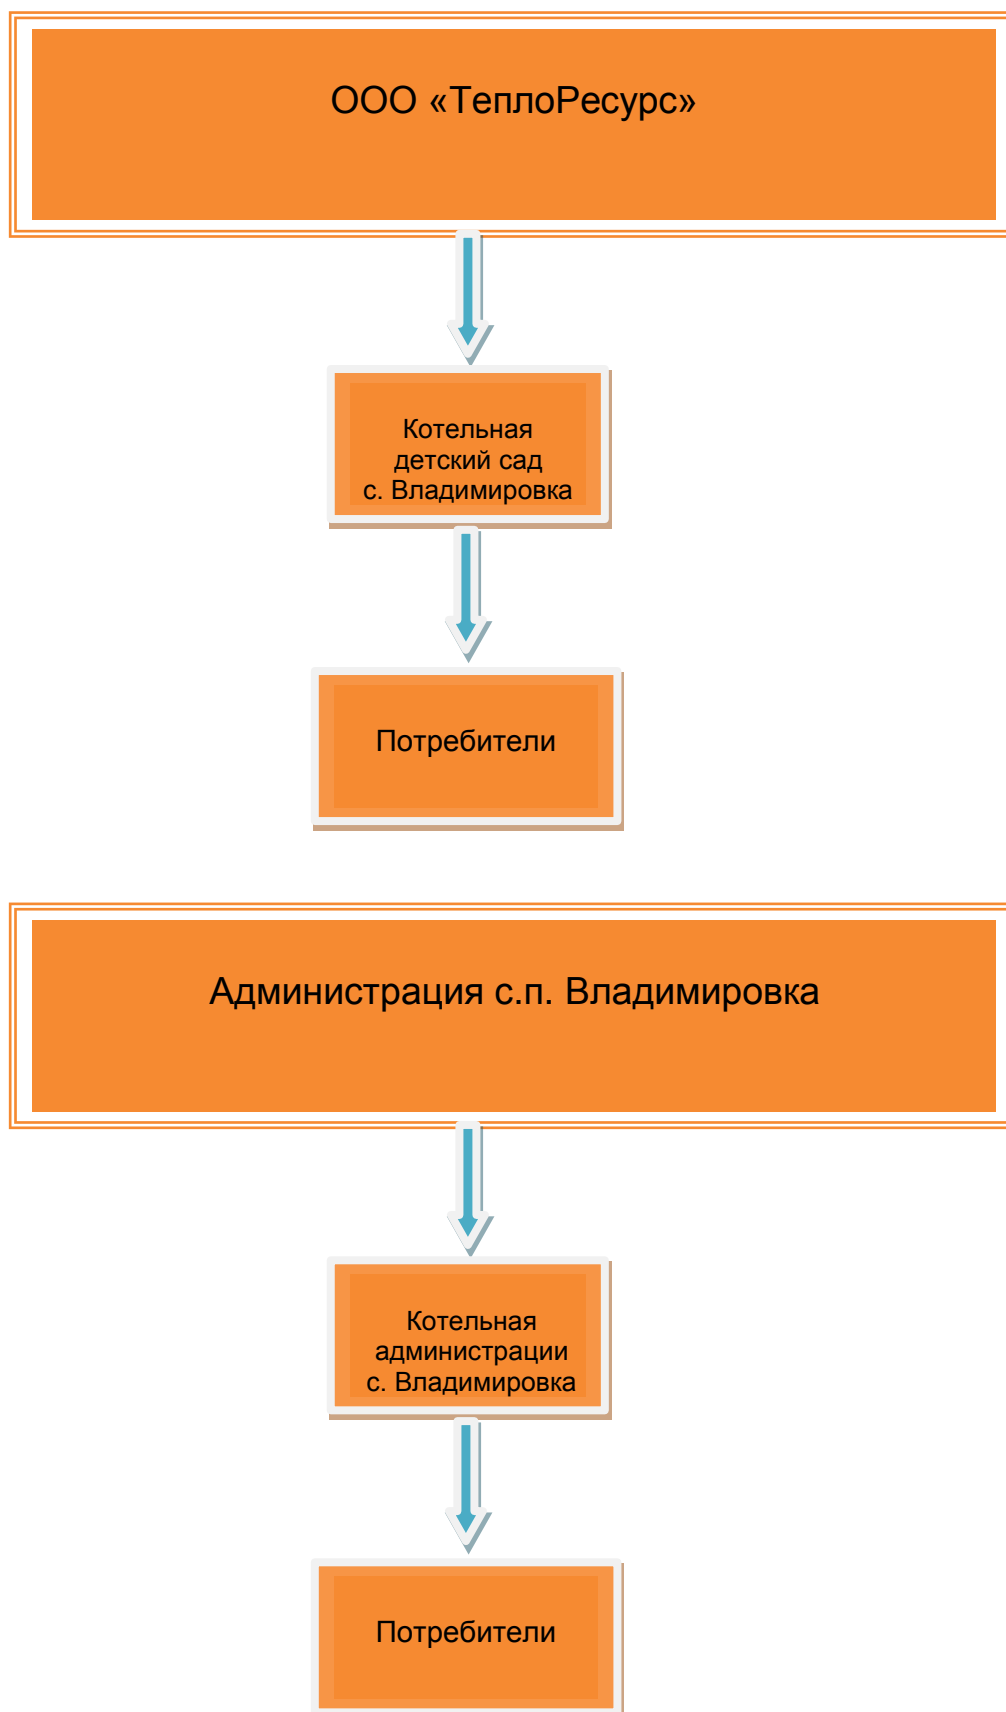 ООО «ТеплоРесурс»
Котельная
детский сад
с. Владимировка
Потребители
Администрация с.п. Владимировка
Котельная
администрации
с. Владимировка
Потребители